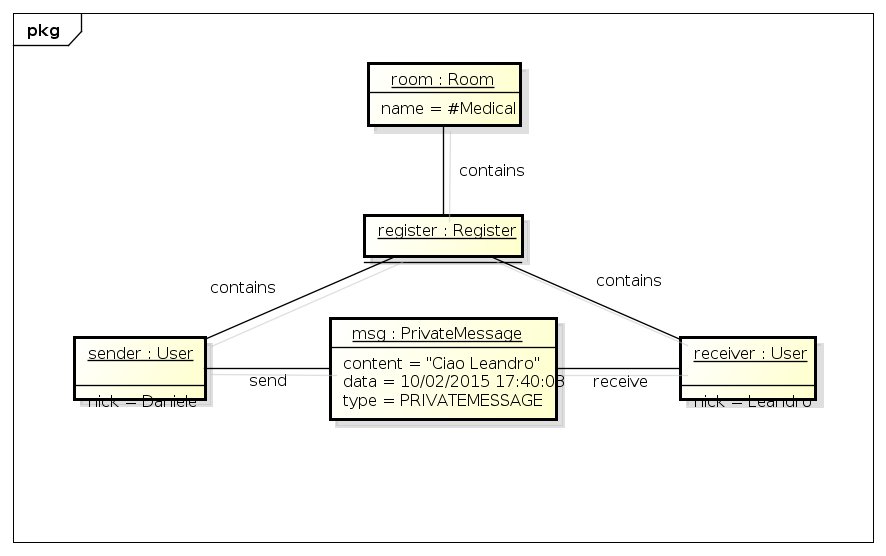 pkg
room : Room
name = #Medical
contains
register : Register
contains
contains
sender : User
nick = Daniele
send
msg : PrivateMessage
content = "Ciao Leandro"
data = 10/02/2015 17:40:03
type = PRIVATEMESSAGE
receive
receiver : User
nick = Leandro